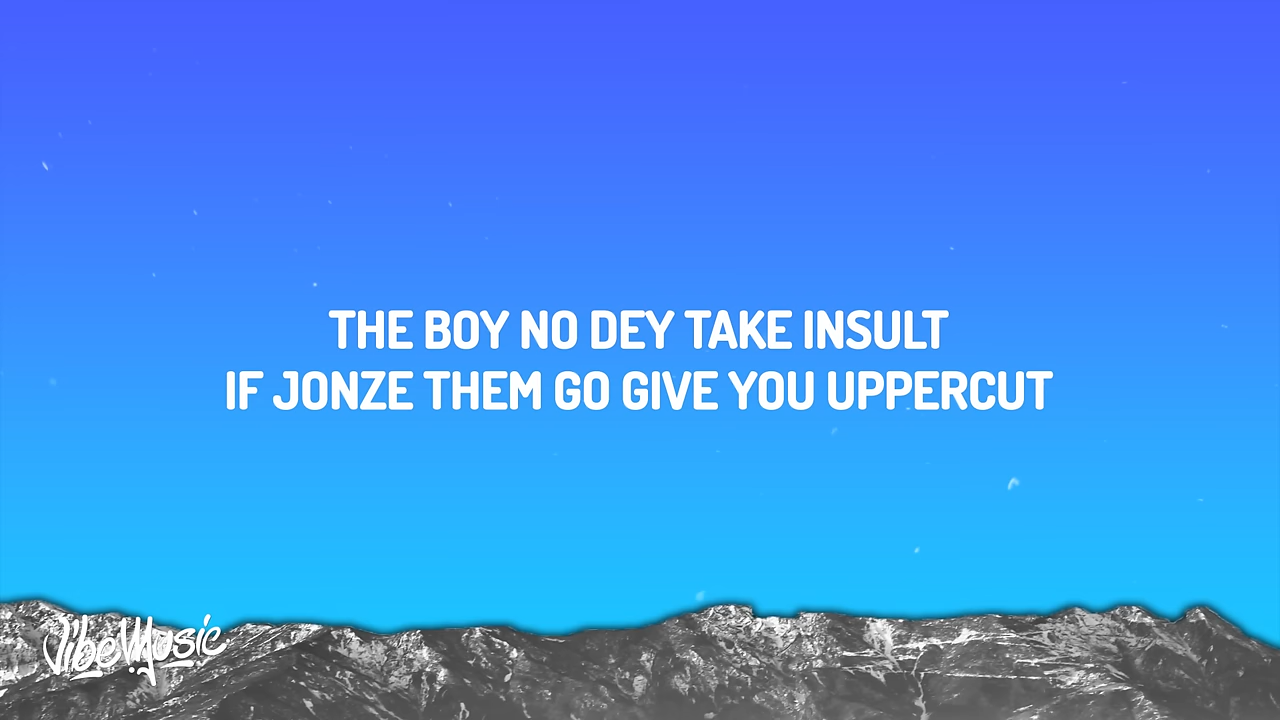 THE BOY NO DEY TAKE INSULT
IF JONZE THEM GO GIVE YOU UPPERCUT
VibeMusic